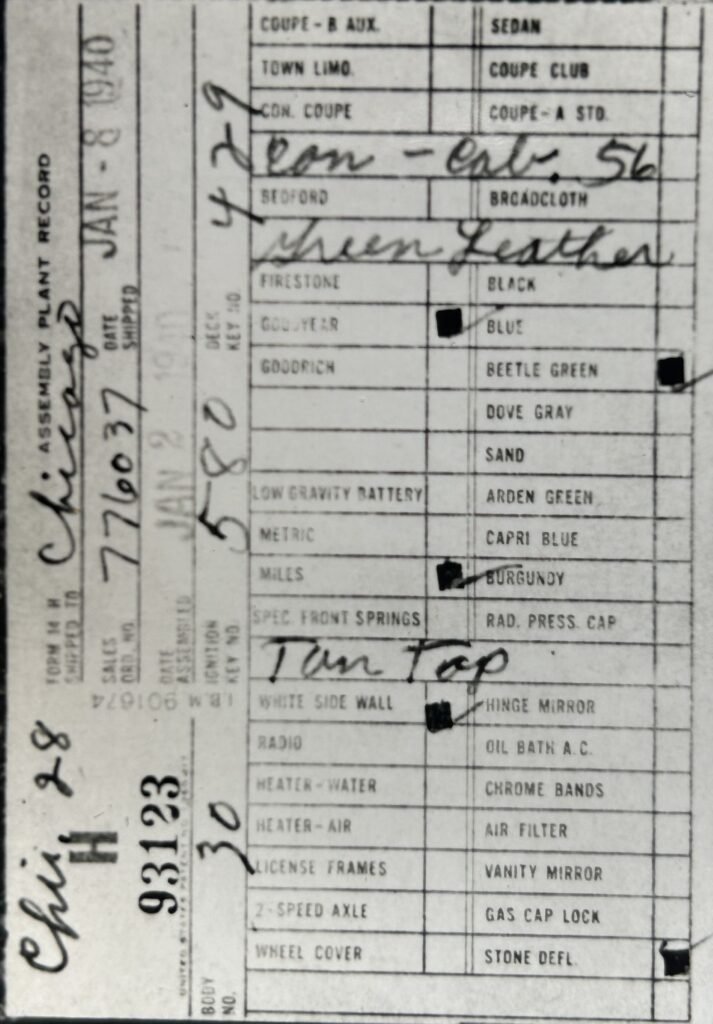 FORM 14 H ASSEMBLY PLANT RECORD
SHIPPED TO Chicago
SALES ORD. NO. 776037 DATE SHIPPED JAN - 8 1940
DATE ASSEMBLED JAN 2 1940
IGNITION KEY NO. 580 DECK KEY NO. 429
Chi, 28
H
93123
BODY NO. 30
I.B.M. 901674
COUPE - B AUX. SEDAN
TOWN LIMO. COUPE CLUB
CON. COUPE COUPE - A STD.
Con - Cab. 56
BEDFORD BROADCLOTH
Green Leather
FIRESTONE BLACK
GOODYEAR BLUE
GOODRICH BEETLE GREEN
DOVE GRAY
SAND
LOW GRAVITY BATTERY ARDEN GREEN
METRIC CAPRI BLUE
MILES BURGUNDY
SPEC. FRONT SPRINGS RAD. PRESS. CAP
Tan Top
WHITE SIDE WALL HINGE MIRROR
RADIO OIL BATH A.C.
HEATER - WATER CHROME BANDS
HEATER - AIR AIR FILTER
LICENSE FRAMES VANITY MIRROR
2 - SPEED AXLE GAS CAP LOCK
WHEEL COVER STONE DEFL.